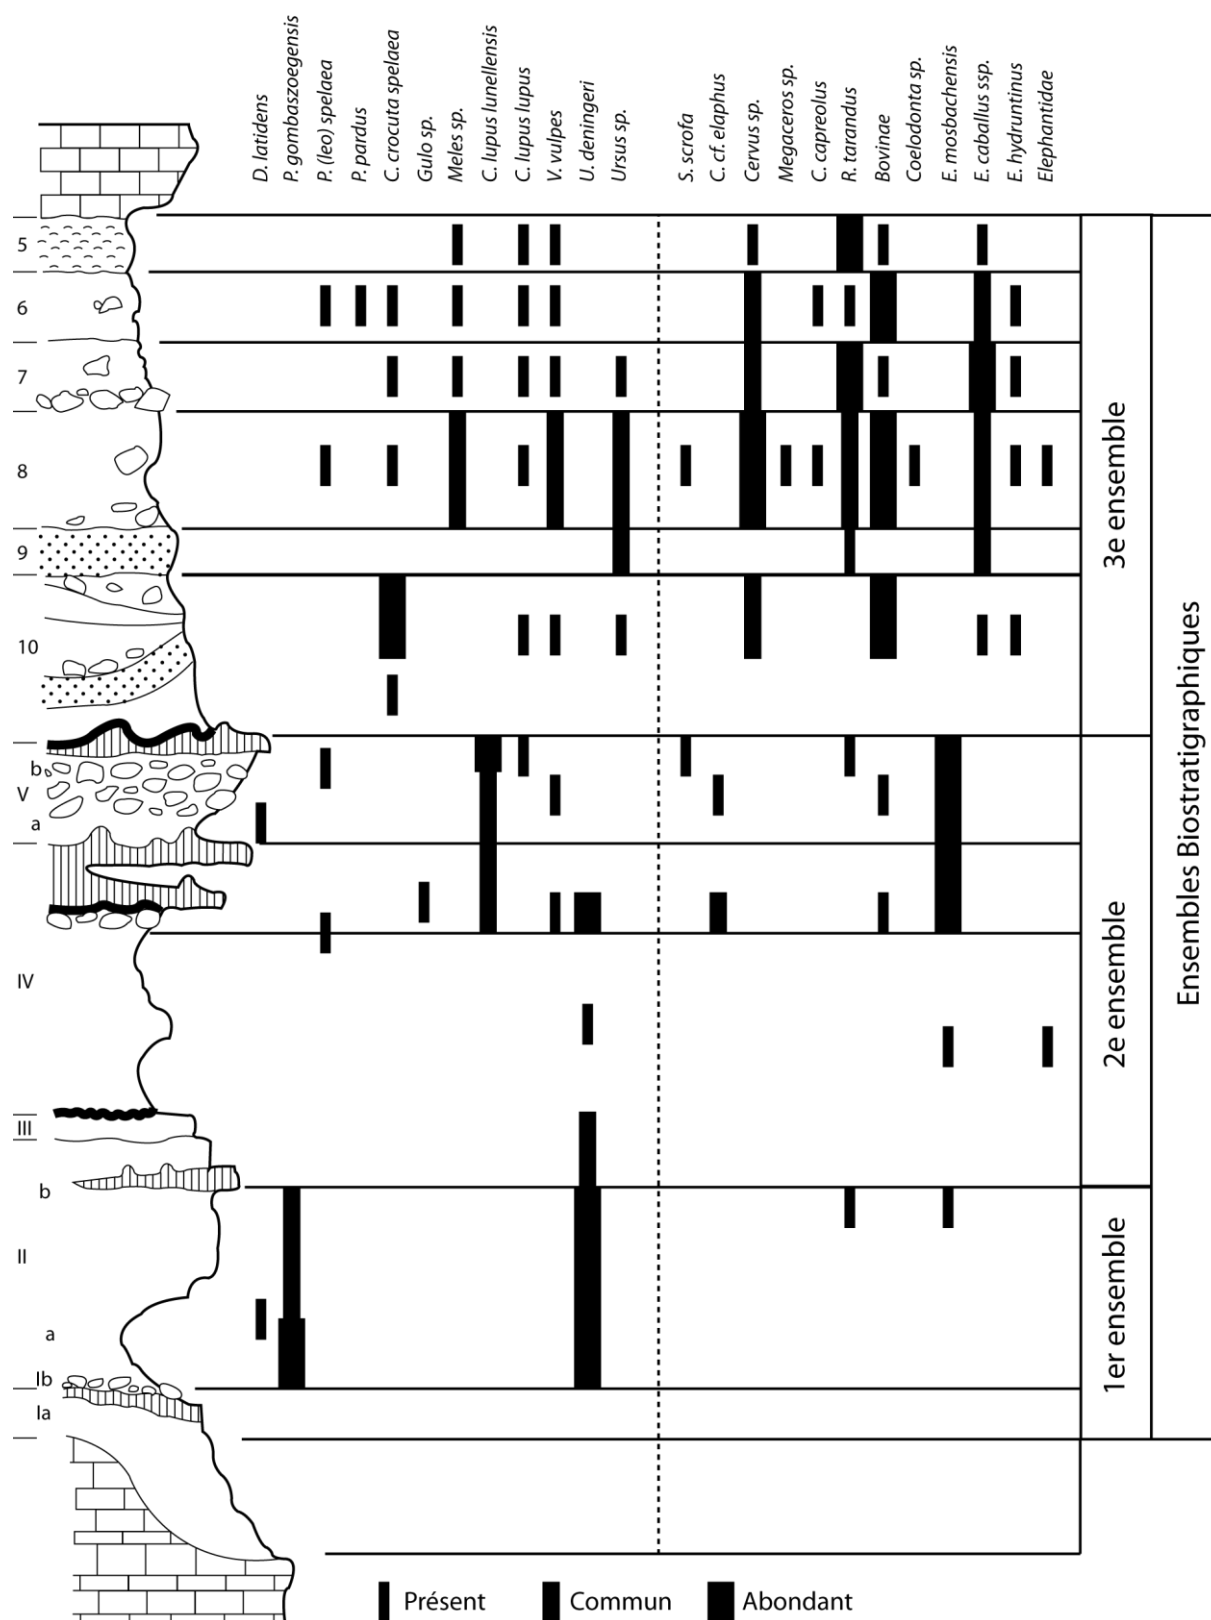 D. latidens
P. gombaszoegensis
P. (leo) spelaea
P. pardus
C. crocuta spelaea
Gulo sp.
Meles sp.
C. lupus lunellensis
C. lupus lupus
V. vulpes
U. deningeri
Ursus sp.
S. scrofa
C. cf. elaphus
Cervus sp.
Megaceros sp.
C. capreolus
R. tarandus
Bovinae
Coelodonta sp.
E. mosbachensis
E. caballus ssp.
E. hydruntinus
Elephantidae
5
6
7
8
9
10
b
V
a
IV
III
b
II
a
Ib
Ia
3e ensemble
2e ensemble
1er ensemble
Ensembles Biostratigraphiques
Présent
Commun
Abondant